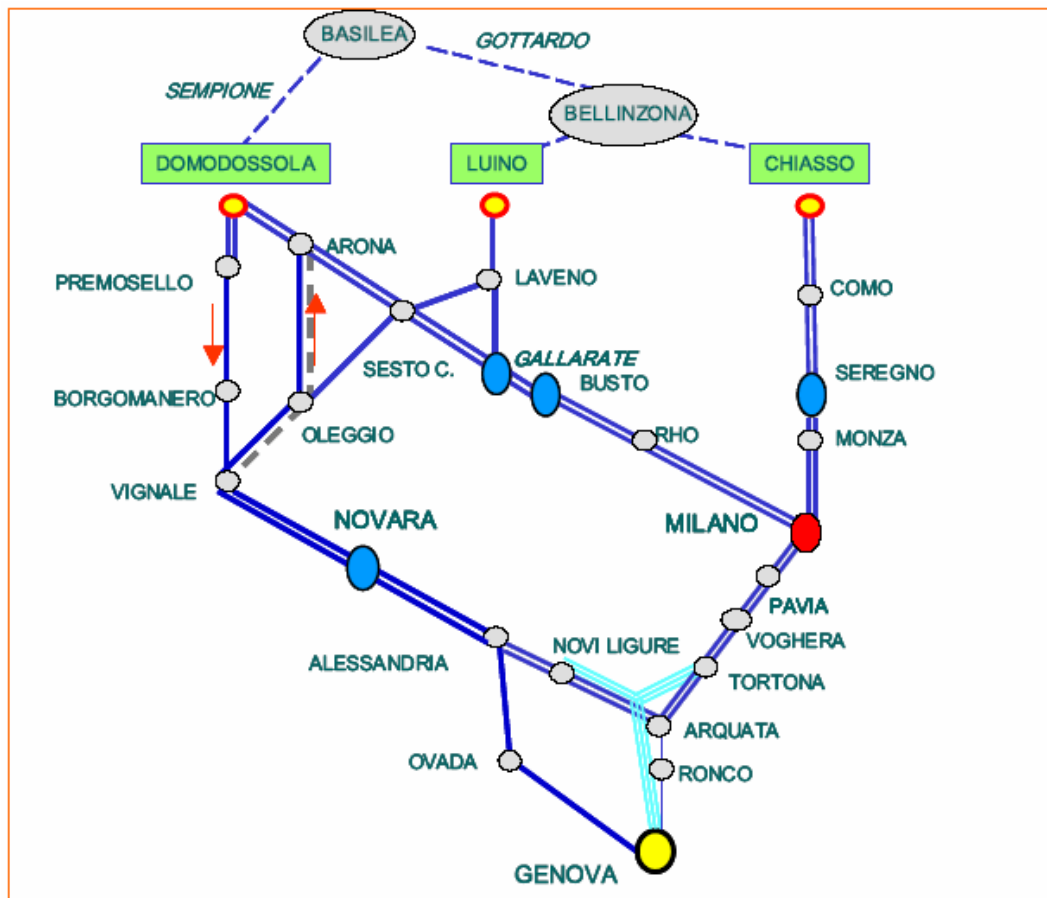 BASILEA
GOTTARDO
SEMPIONE
BELLINZONA
DOMODOSSOLA
LUINO
CHIASSO
ARONA
PREMOSELLO
LAVENO
COMO
GALLARATE
SESTO C.
BUSTO
SEREGNO
BORGOMANERO
OLEGGIO
RHO
MONZA
VIGNALE
NOVARA
MILANO
PAVIA
VOGHERA
NOVI LIGURE
ALESSANDRIA
TORTONA
ARQUATA
OVADA
RONCO
GENOVA